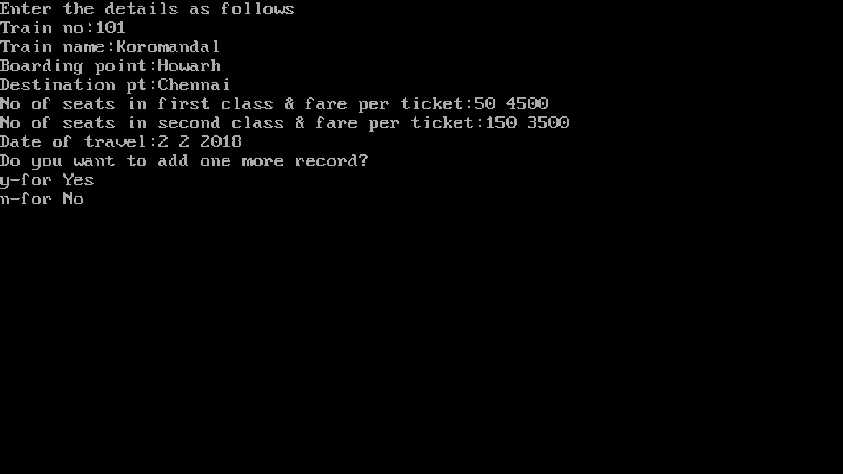 Enter the details as follows
Train no:101
Train name:Koromandal
Boarding point:Howarh
Destination pt:Chennai
No of seats in first class & fare per ticket:50 4500
No of seats in second class & fare per ticket:150 3500
Date of travel:2 2 2018
Do you want to add one more record?
y-for Yes
n-for No